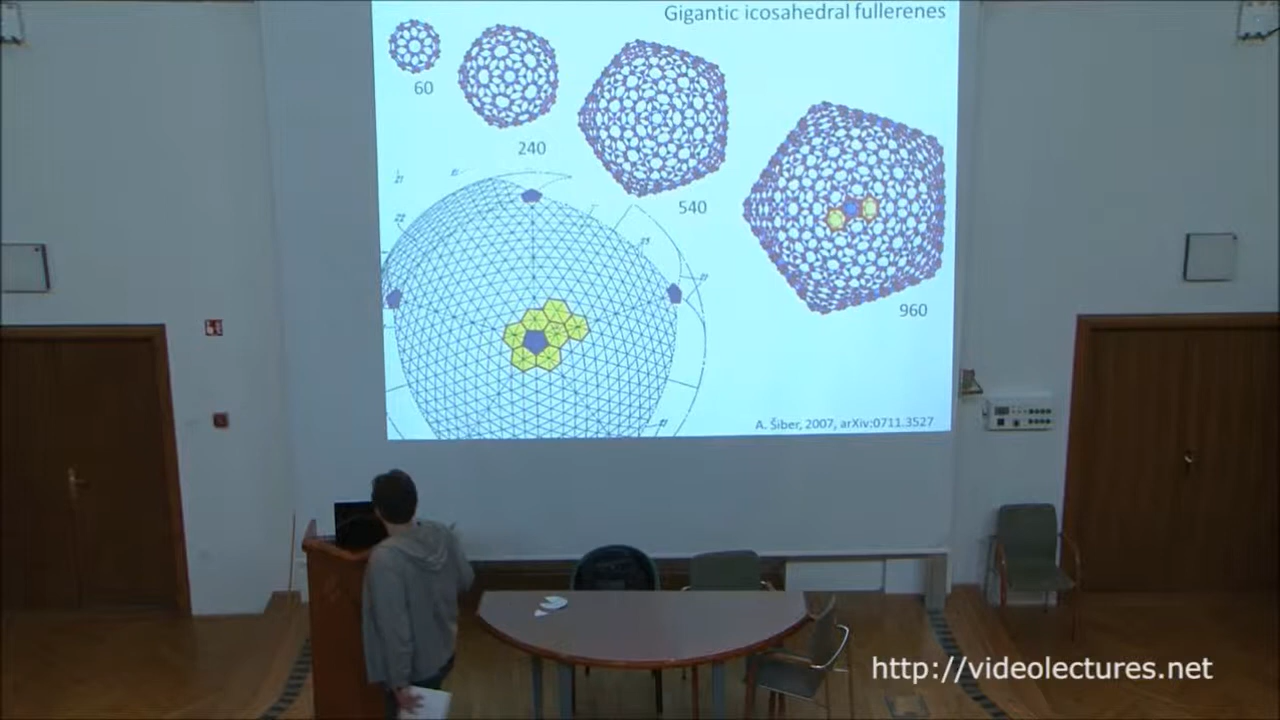 Gigantic icosahedral fullerenes
60
240
540
960
A. Šiber, 2007, arXiv:0711.3527
http://videolectures.net